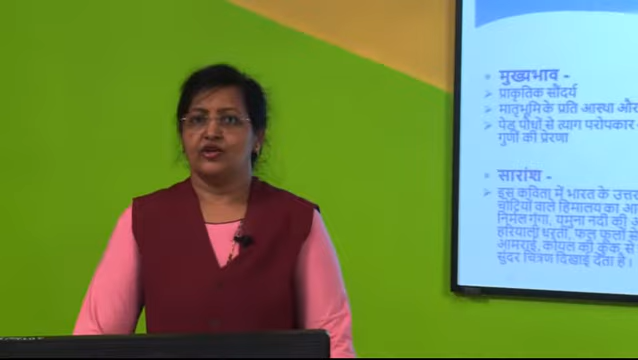 मुख्यभाव -
प्राकृतिक सौंदर्य
मातृभूमि के प्रति आस्था और
पेड़ पौधों से त्याग परोपकार
गुणों की प्रेरणा
सारांश -
इस कविता में भारत के उत्तर
चोटियों वाले हिमालय का
निर्मल गंगा, यमुना नदी की
हरियाली धरती, फल फूलों से
आमराई, कोयल की कूक से
सुंदर चित्रण दिखाई देता है।